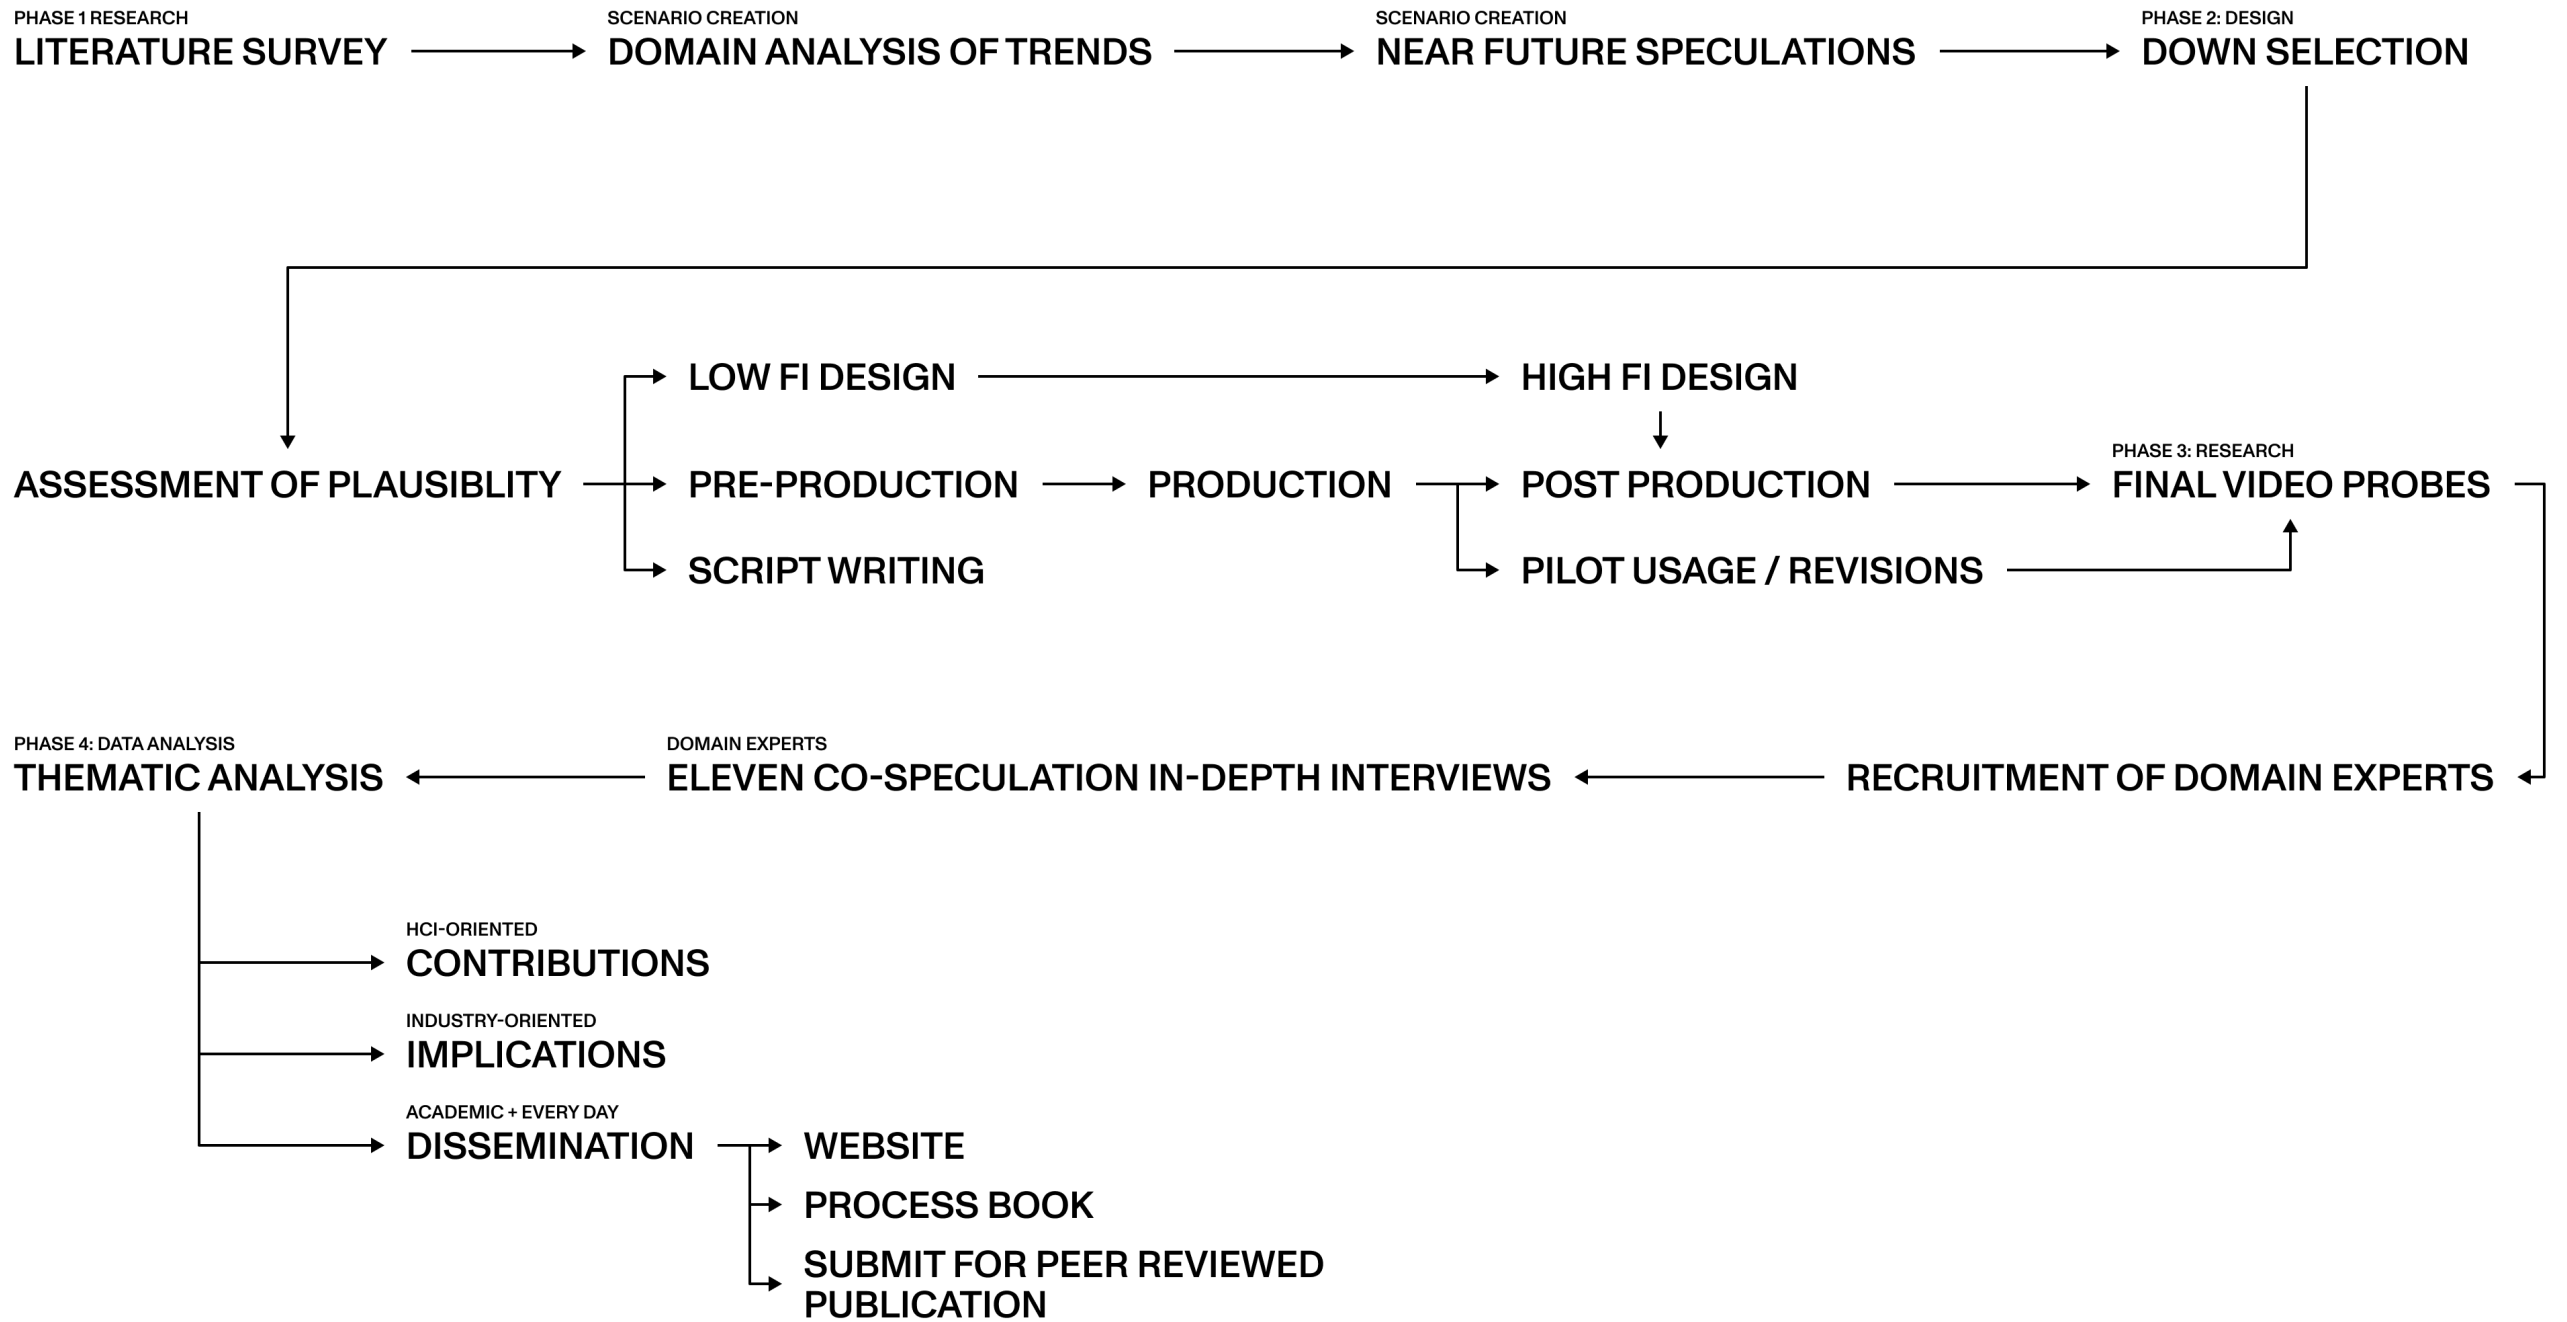 PHASE 1 RESEARCH
LITERATURE SURVEY
SCENARIO CREATION
DOMAIN ANALYSIS OF TRENDS
SCENARIO CREATION
NEAR FUTURE SPECULATIONS
PHASE 2: DESIGN
DOWN SELECTION
ASSESSMENT OF PLAUSIBLITY
LOW FI DESIGN
HIGH FI DESIGN
PRE-PRODUCTION
PRODUCTION
POST PRODUCTION
PHASE 3: RESEARCH
FINAL VIDEO PROBES
SCRIPT WRITING
PILOT USAGE / REVISIONS
RECRUITMENT OF DOMAIN EXPERTS
DOMAIN EXPERTS
ELEVEN CO-SPECULATION IN-DEPTH INTERVIEWS
PHASE 4: DATA ANALYSIS
THEMATIC ANALYSIS
HCI-ORIENTED
CONTRIBUTIONS
INDUSTRY-ORIENTED
IMPLICATIONS
ACADEMIC + EVERY DAY
DISSEMINATION
WEBSITE
PROCESS BOOK
SUBMIT FOR PEER REVIEWED
PUBLICATION